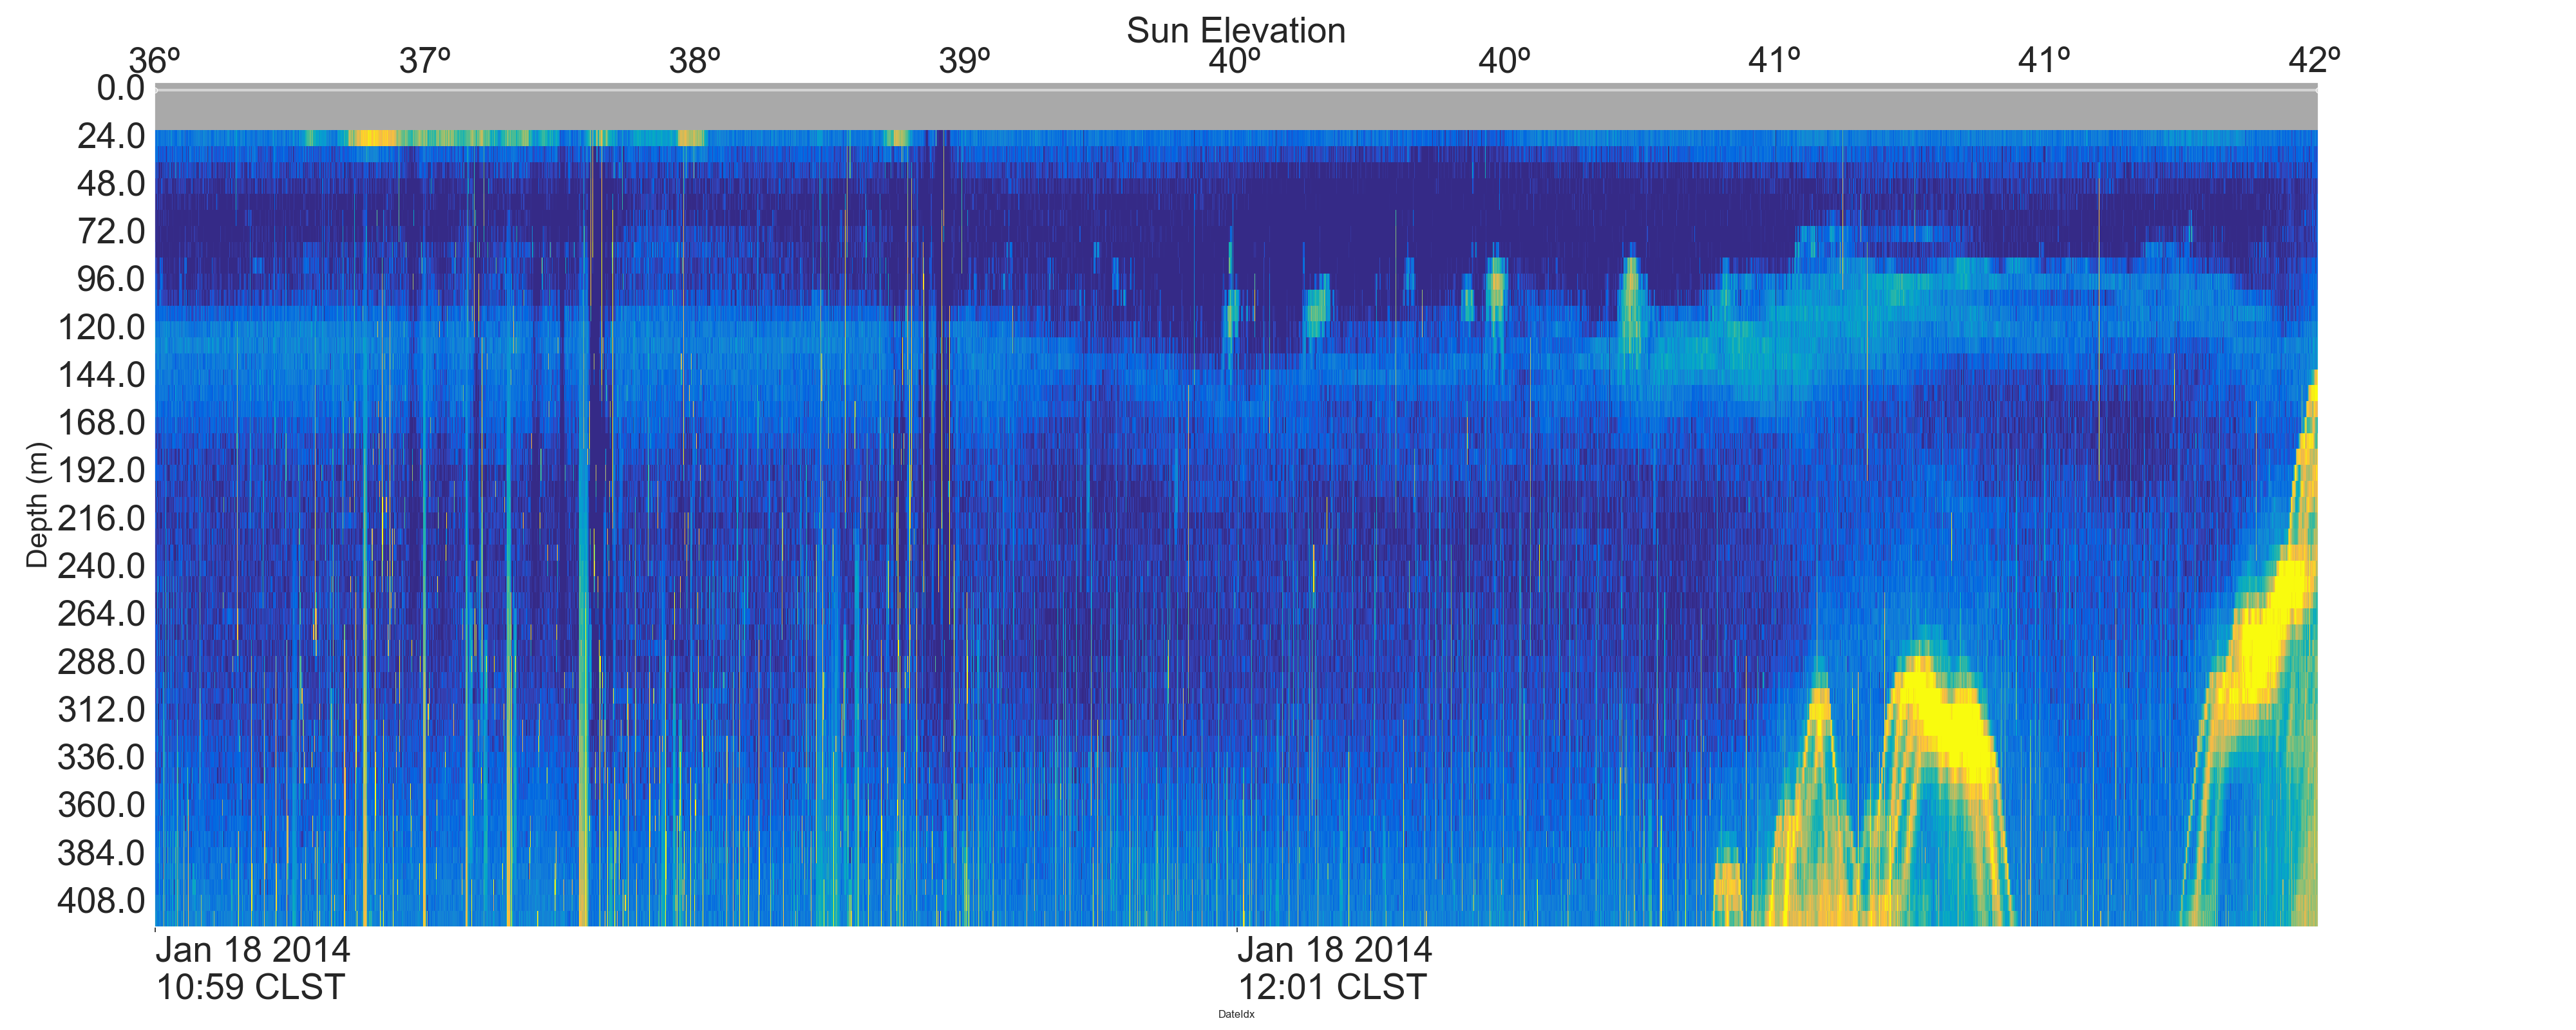 Sun Elevation
36º 37º 38º 39º 40º 40º 41º 41º 42º
0.0
24.0
48.0
72.0
96.0
120.0
144.0
168.0
192.0
216.0
240.0
264.0
288.0
312.0
336.0
360.0
384.0
408.0
Depth (m)
Jan 18 2014
10:59 CLST
Jan 18 2014
12:01 CLST
DateIdx